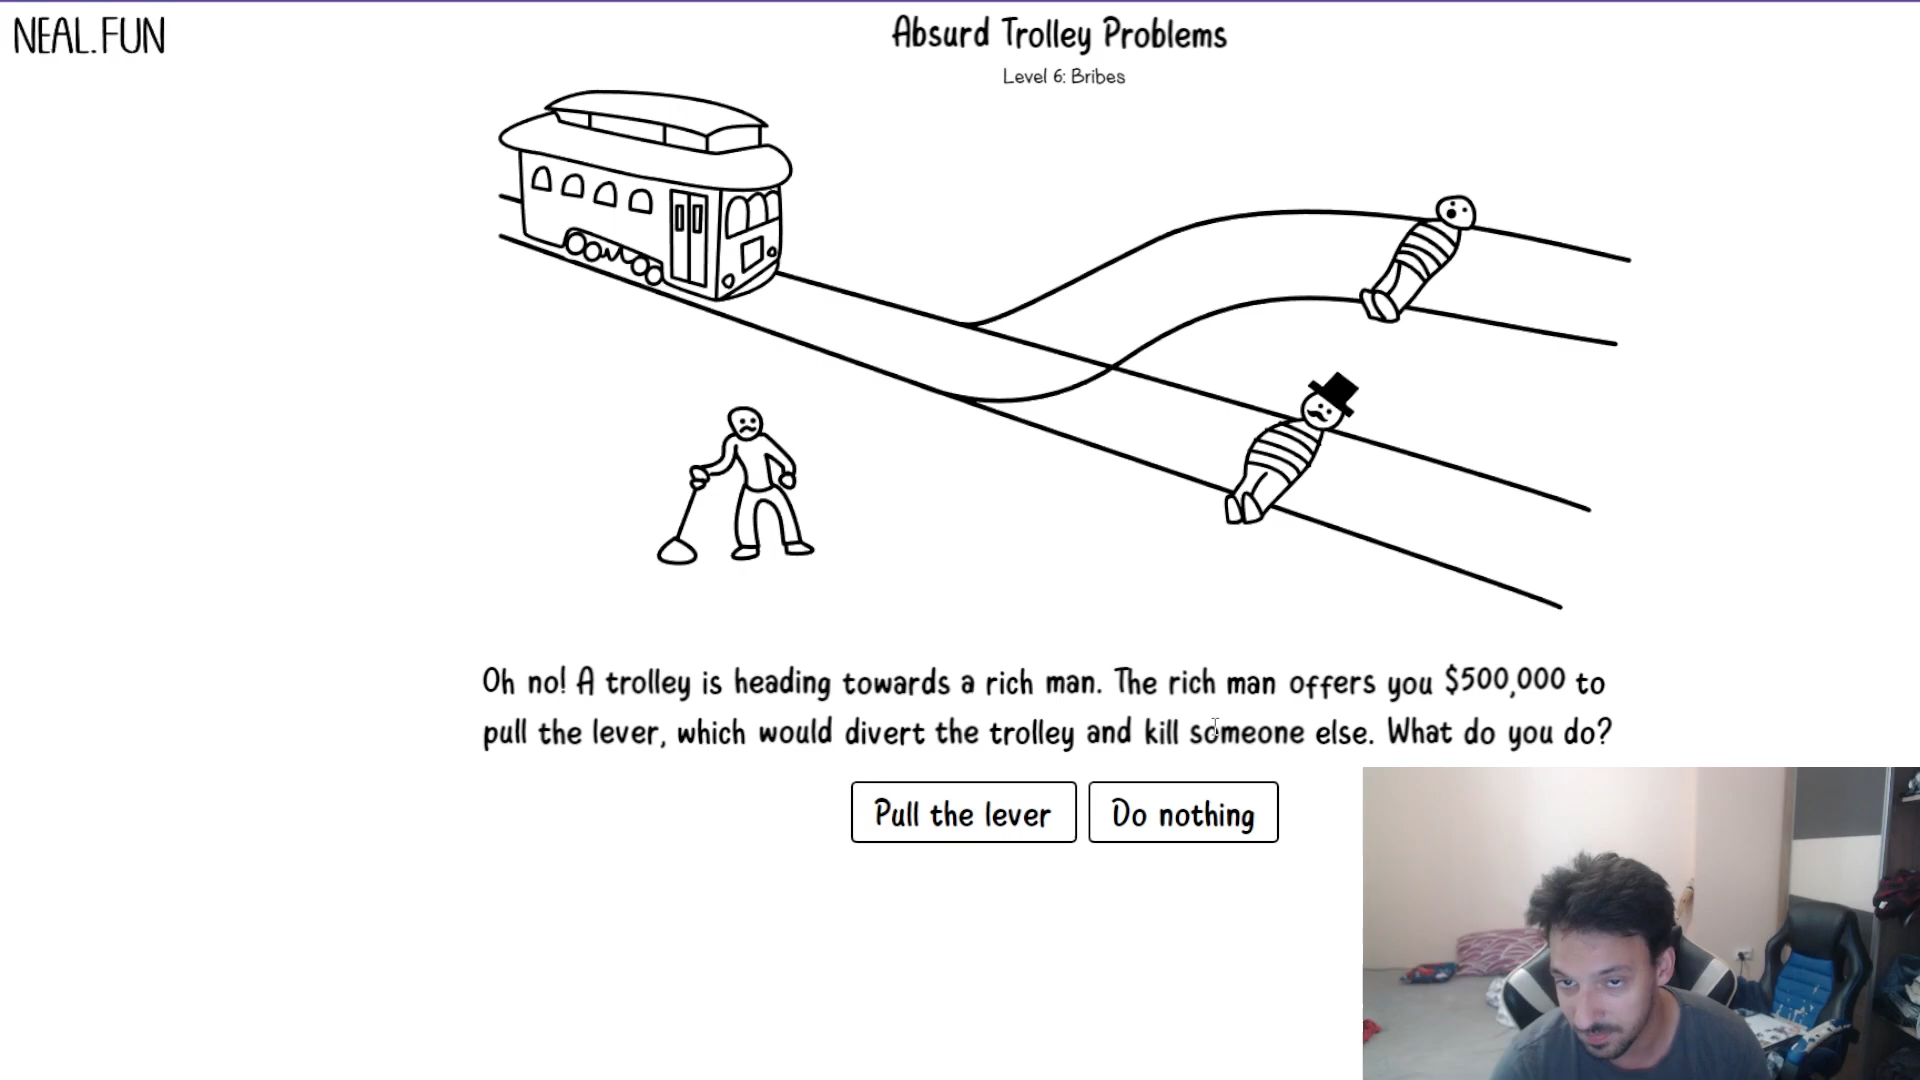 NEAL.FUN
Absurd Trolley Problems
Level 6: Bribes
Oh no! A trolley is heading towards a rich man. The rich man offers you $500,000 to
pull the lever, which would divert the trolley and kill someone else. What do you do?
Pull the lever
Do nothing